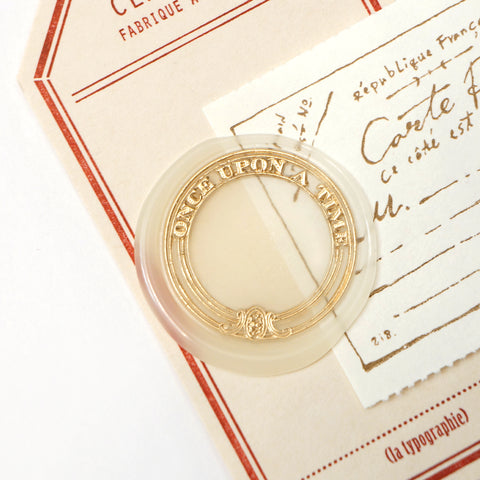 FABRIQUE A
République Franç
Carte
Ce côté est
M.
ONCE UPON A TIME
218.
(la typographie)